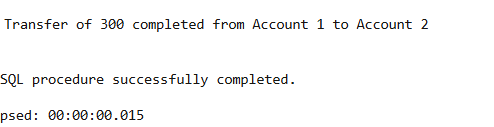 Transfer of 300 completed from Account 1 to Account 2
SQL procedure successfully completed.
psed: 00:00:00.015